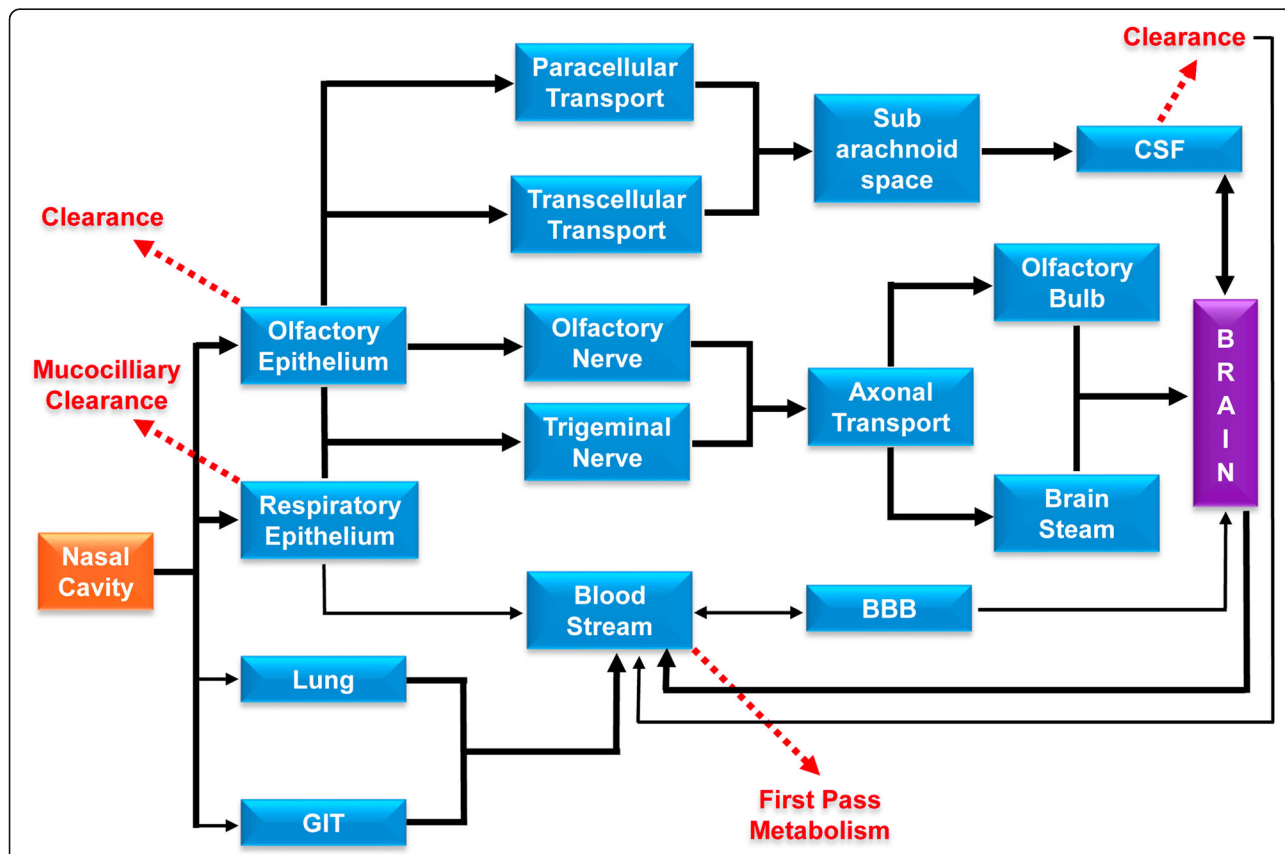 Clearance
Paracellular
Transport
Sub
arachnoid
space
CSF
Transcellular
Transport
Clearance
Olfactory
Bulb
Olfactory
Epithelium
Olfactory
Nerve
B
R
A
I
N
Mucocilliary
Clearance
Axonal
Transport
Trigeminal
Nerve
Respiratory
Epithelium
Brain
Steam
Nasal
Cavity
Blood
Stream
BBB
Lung
First Pass
Metabolism
GIT